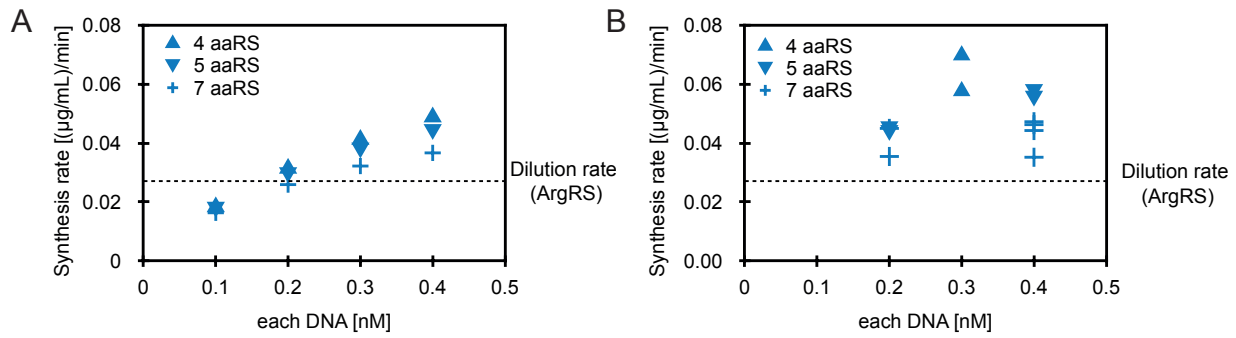 A
Synthesis rate [(µg/mL)/min]
0.08
0.06
0.04
0.02
0
4 aaRS
5 aaRS
7 aaRS
Dilution rate
(ArgRS)
0 0.1 0.2 0.3 0.4 0.5
each DNA [nM]
B
Synthesis rate [(µg/mL)/min]
0.08
0.06
0.04
0.02
0.00
4 aaRS
5 aaRS
7 aaRS
Dilution rate
(ArgRS)
0 0.1 0.2 0.3 0.4 0.5
each DNA [nM]